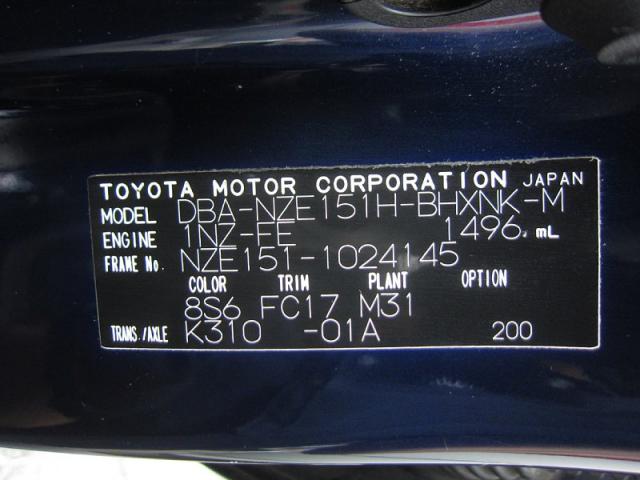 TOYOTA MOTOR CORPORATION JAPAN
MODEL DBA-NZE151H-BHXNK-M
ENGINE 1NZ-FE 1496 mL
FRAME No. NZE151-1024145
COLOR TRIM PLANT OPTION
8S6 FC17 M31
TRANS./AXLE K310 -01A 200